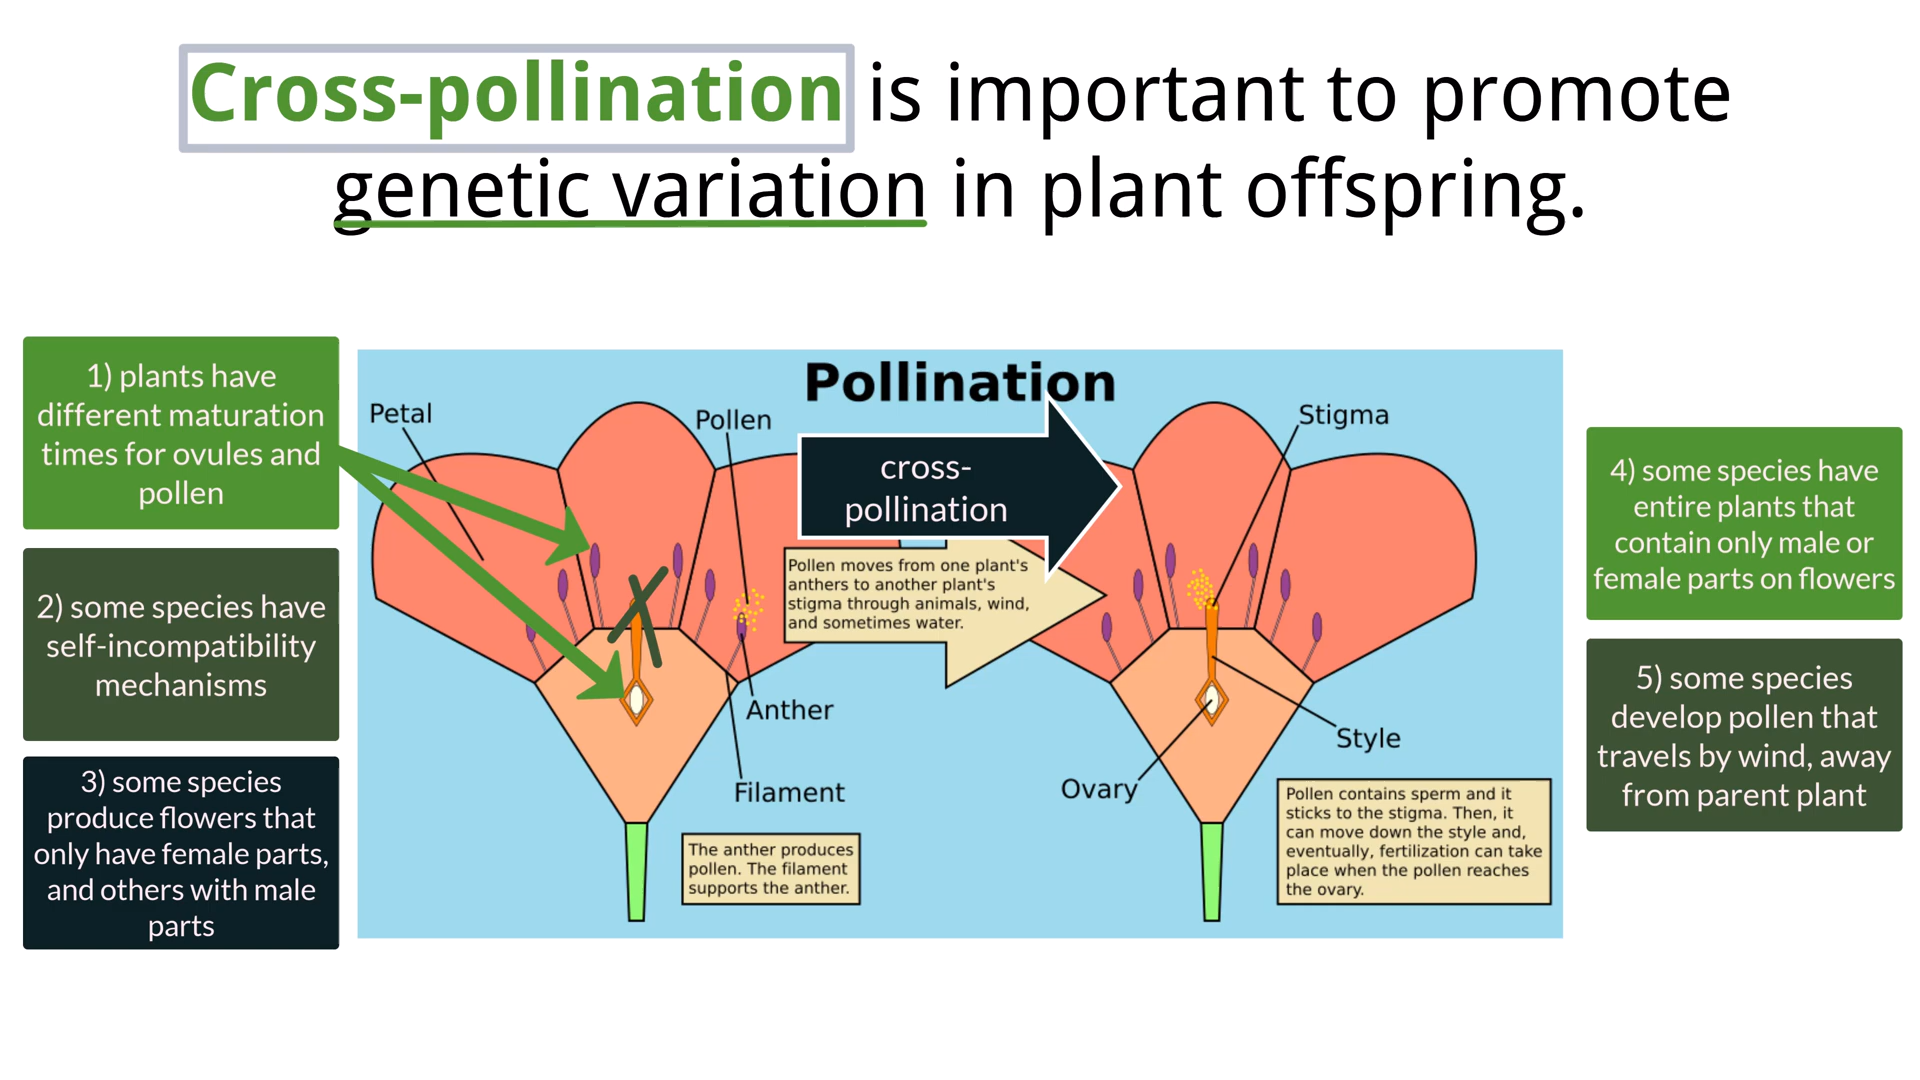 Cross-pollination is important to promote
genetic variation in plant offspring.
1) plants have
different maturation
times for ovules and
pollen
2) some species have
self-incompatibility
mechanisms
3) some species
produce flowers that
only have female parts,
and others with male
parts
Pollination
Petal
Pollen
Stigma
cross-
pollination
Pollen moves from one plant's
anthers to another plant's
stigma through animals, wind,
and sometimes water.
Anther
Filament
Style
Ovary
The anther produces
pollen. The filament
supports the anther.
Pollen contains sperm and it
sticks to the stigma. Then, it
can move down the style and,
eventually, fertilization can take
place when the pollen reaches
the ovary.
4) some species have
entire plants that
contain only male or
female parts on flowers
5) some species
develop pollen that
travels by wind, away
from parent plant